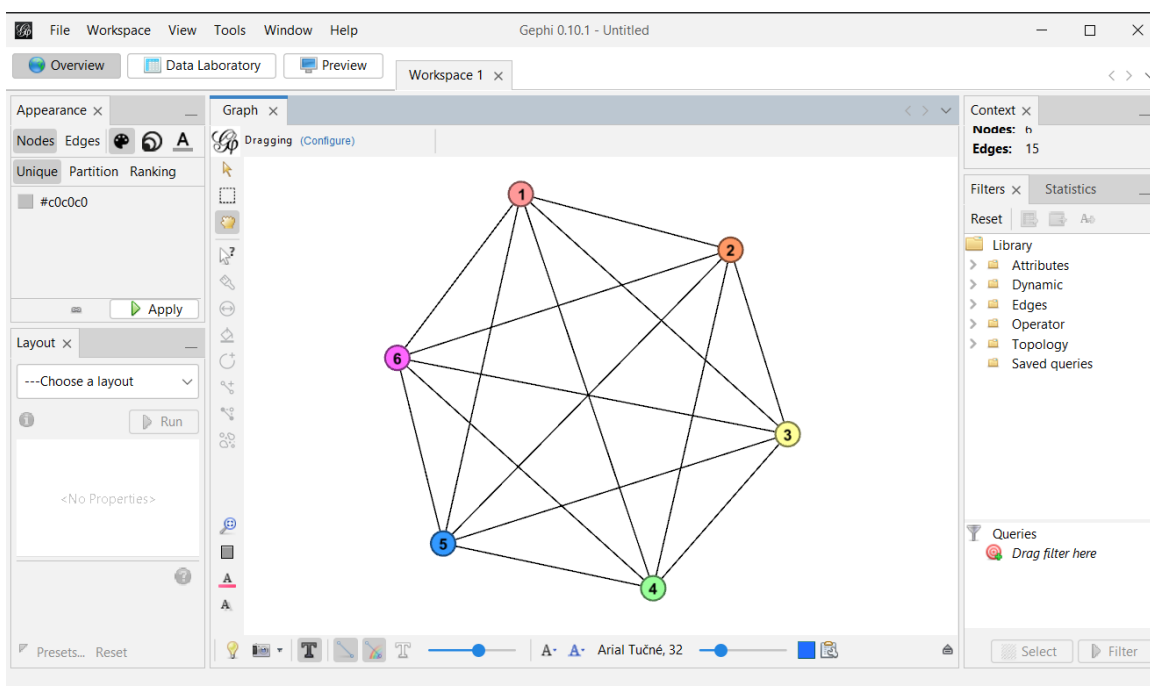 File Workspace View Tools Window Help Gephi 0.10.1 - Untitled
Overview Data Laboratory Preview Workspace 1
Appearance
Nodes Edges
Unique Partition Ranking
#c0c0c0
Apply
Layout
---Choose a layout
Run
<No Properties>
Presets... Reset
Graph
Dragging (Configure)
1
2
6
3
5
4
Arial Tučné, 32
Context
Nodes: 6
Edges: 15
Filters Statistics
Reset
Library
Attributes
Dynamic
Edges
Operator
Topology
Saved queries
Queries
Drag filter here
Select Filter